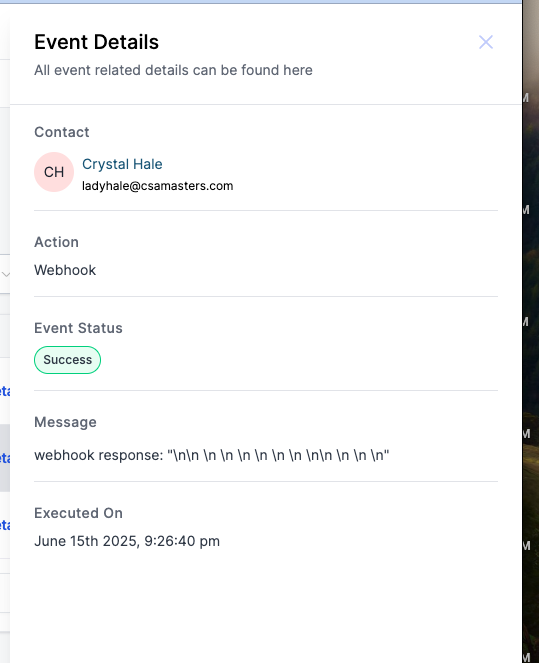 Event Details
All event related details can be found here
Contact
CH
Crystal Hale
ladyhale@csamasters.com
Action
Webhook
Event Status
Success
Message
webhook response: "\n\n \n \n \n \n \n \n \n\n \n \n \n"
Executed On
June 15th 2025, 9:26:40 pm